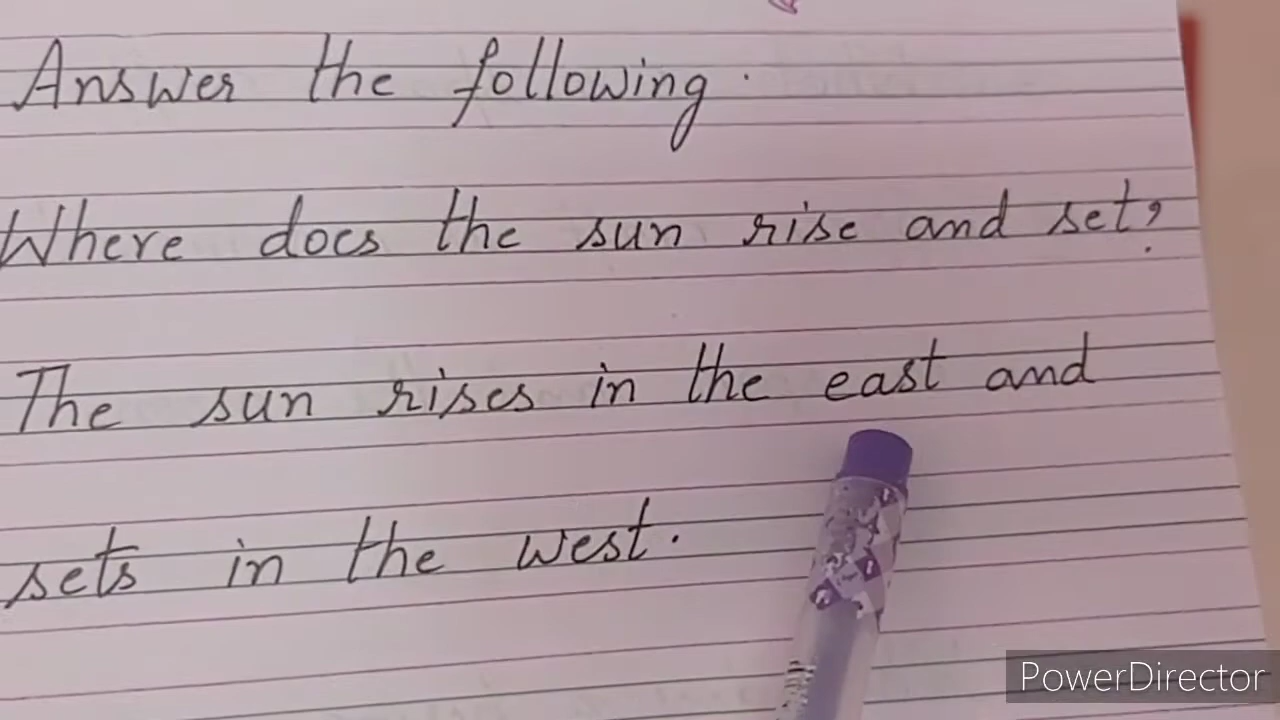 Answer the following.
Where does the sun rise and set?
The sun rises in the east and
sets in the west.
PowerDirector